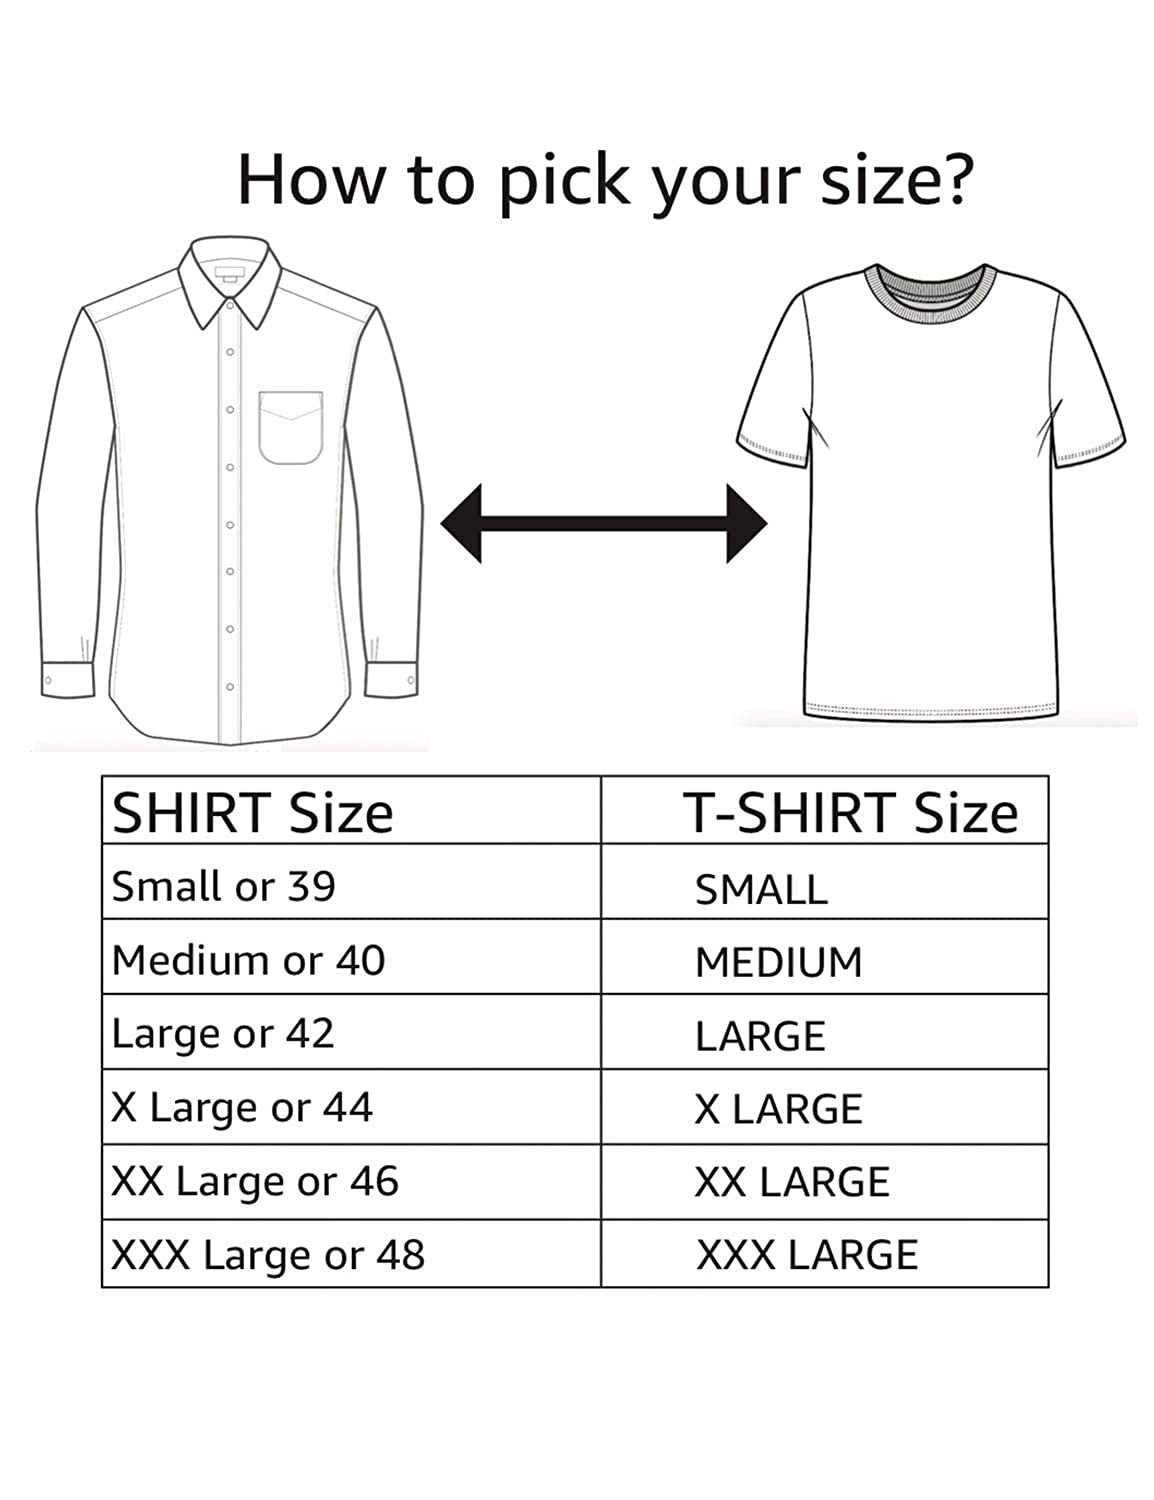 How to pick your size?
SHIRT Size T-SHIRT Size
Small or 39 SMALL
Medium or 40 MEDIUM
Large or 42 LARGE
X Large or 44 X LARGE
XX Large or 46 XX LARGE
XXX Large or 48 XXX LARGE